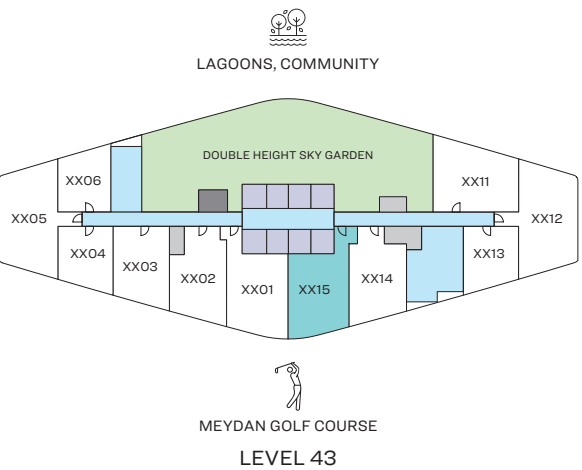 LAGOONS, COMMUNITY
DOUBLE HEIGHT SKY GARDEN
XX06
XX11
XX05
XX12
XX04
XX03
XX02
XX01
XX15
XX14
XX13
MEYDAN GOLF COURSE
LEVEL 43